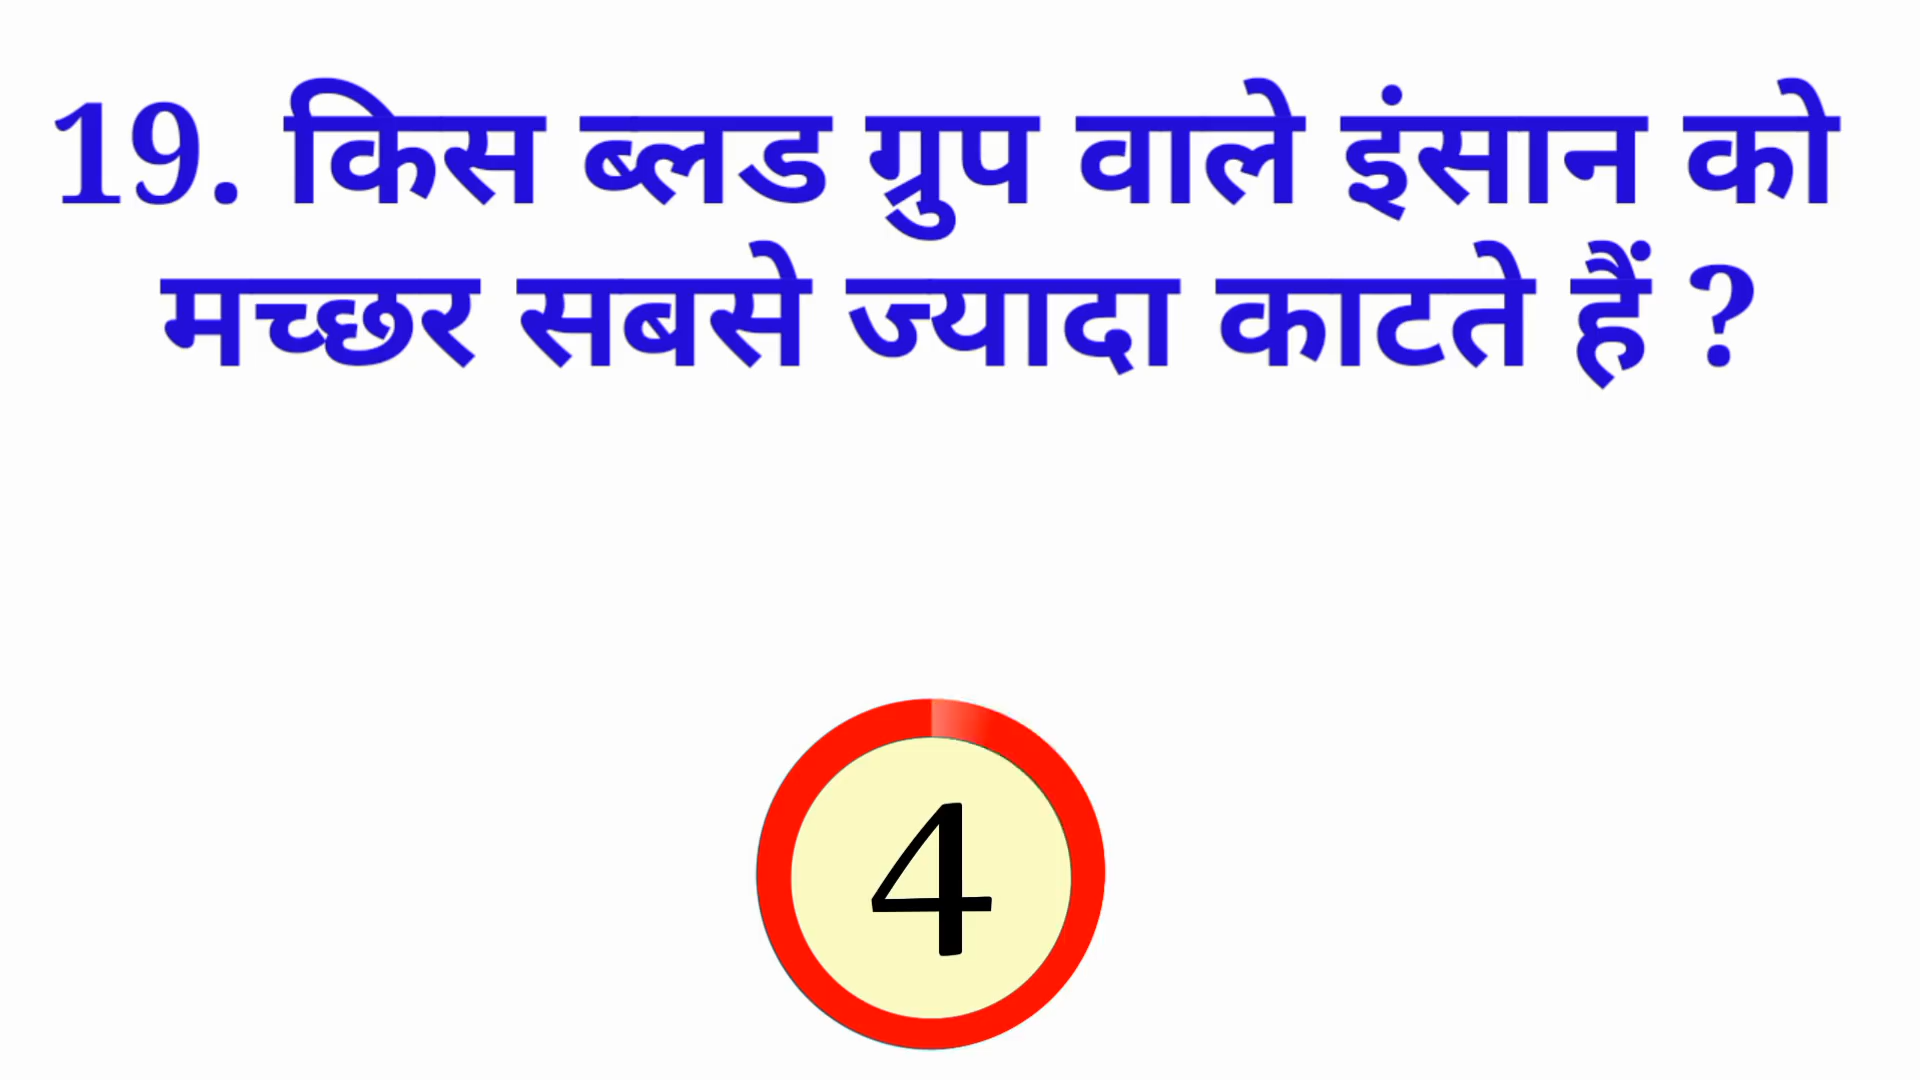 19. किस ब्लड ग्रुप वाले इंसान को
मच्छर सबसे ज्यादा काटते हैं ?
4